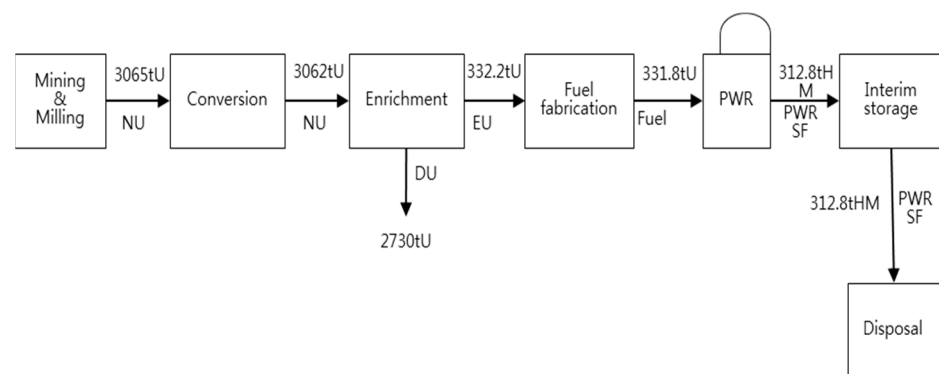 Mining
&
Milling
3065tU
NU
Conversion
3062tU
NU
Enrichment
332.2tU
EU
DU
2730tU
Fuel
fabrication
331.8tU
Fuel
PWR
312.8tH
M
PWR
SF
Interim
storage
312.8tHM
PWR
SF
Disposal